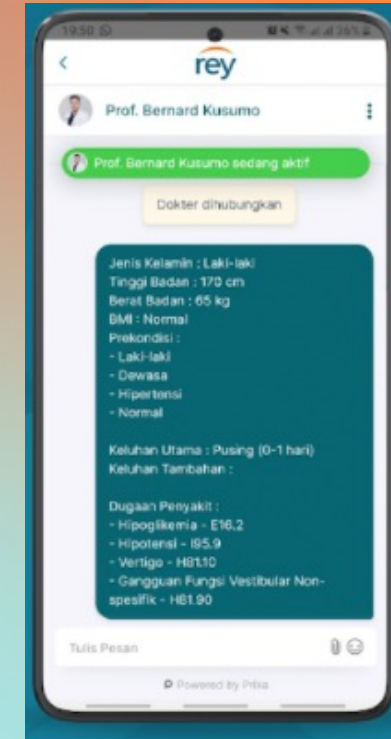 19:50
36%
rey
Prof. Bernard Kusumo
Prof. Bernard Kusumo sedang aktif
Dokter dihubungkan
Jenis Kelamin : Laki-laki
Tinggi Badan : 170 cm
Berat Badan : 65 kg
BMI : Normal
Prekondisi :
- Laki-laki
- Dewasa
- Hipertensi
- Normal
Keluhan Utama : Pusing (0-1 hari)
Keluhan Tambahan :
Dugaan Penyakit :
- Hipoglikemia - E16.2
- Hipotensi - I95.9
- Vertigo - H81.10
- Gangguan Fungsi Vestibular Non-
spesifik - H81.90
Tulis Pesan
Powered by Prixa